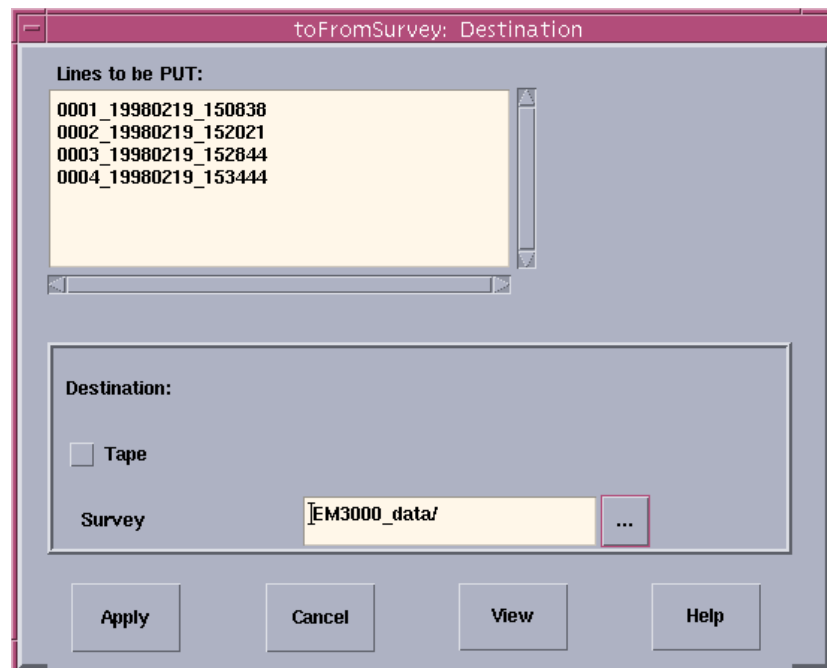 toFromSurvey: Destination
Lines to be PUT:
0001_19980219_150838
0002_19980219_152021
0003_19980219_152844
0004_19980219_153444
Destination:
Tape
Survey EM3000_data/ ...
Apply Cancel View Help